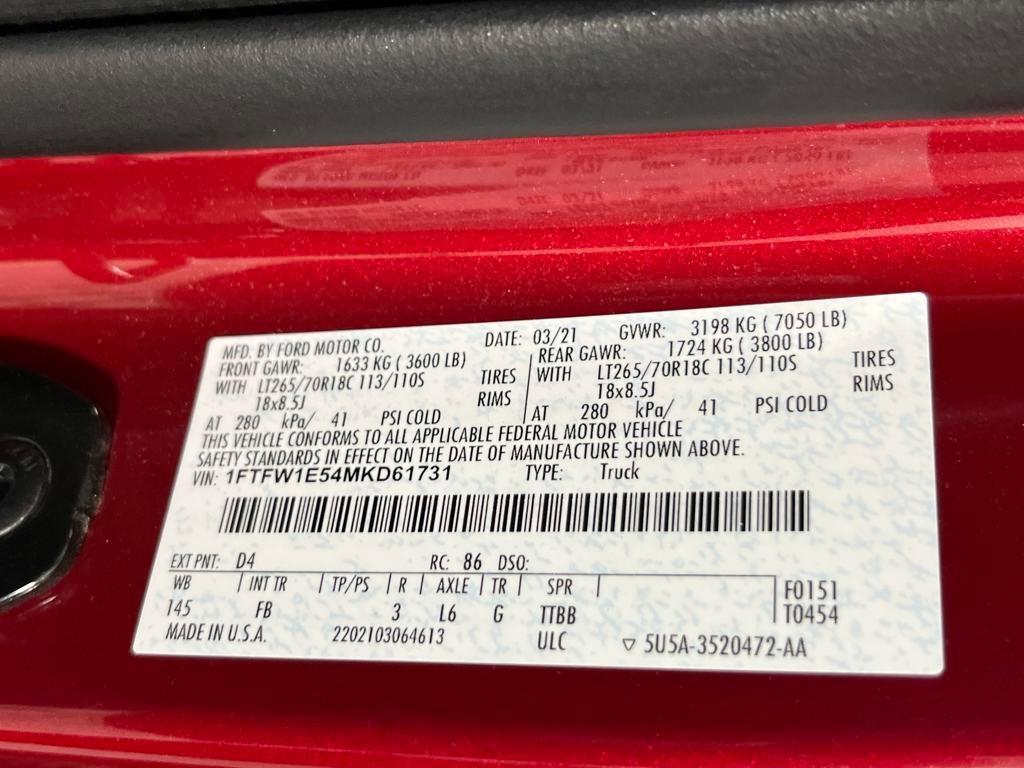 MFD. BY FORD MOTOR CO. DATE: 03/21 GVWR: 3198 KG ( 7050 LB)
FRONT GAWR: 1633 KG ( 3600 LB) REAR GAWR: 1724 KG ( 3800 LB)
WITH LT265/70R18C 113/110S TIRES WITH LT265/70R18C 113/110S TIRES
18x8.5J RIMS 18x8.5J RIMS
AT 280 kPa/ 41 PSI COLD AT 280 kPa/ 41 PSI COLD
THIS VEHICLE CONFORMS TO ALL APPLICABLE FEDERAL MOTOR VEHICLE
SAFETY STANDARDS IN EFFECT ON THE DATE OF MANUFACTURE SHOWN ABOVE.
VIN: 1FTFW1E54MKD61731 TYPE: Truck
EXT PNT: D4 RC: 86 DSO:
WB INT TR TP/PS R AXLE TR SPR F0151
145 FB 3 L6 G TTBB T0454
MADE IN U.S.A. 2202103064613 ULC 5U5A-3520472-AA